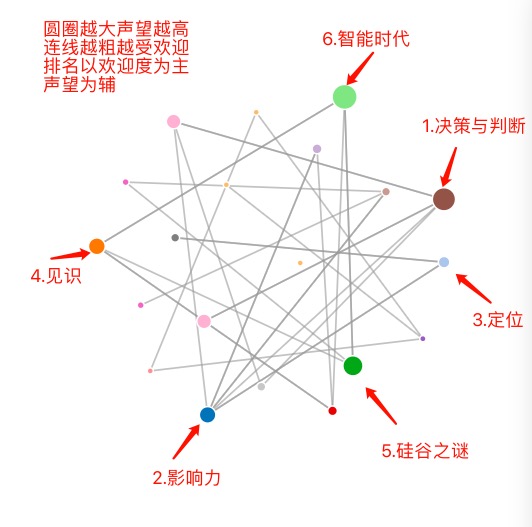 圆圈越大声望越高
连线越粗越受欢迎
排名以欢迎度为主
声望为辅
6.智能时代
1.决策与判断
4.见识
3.定位
5.硅谷之谜
2.影响力